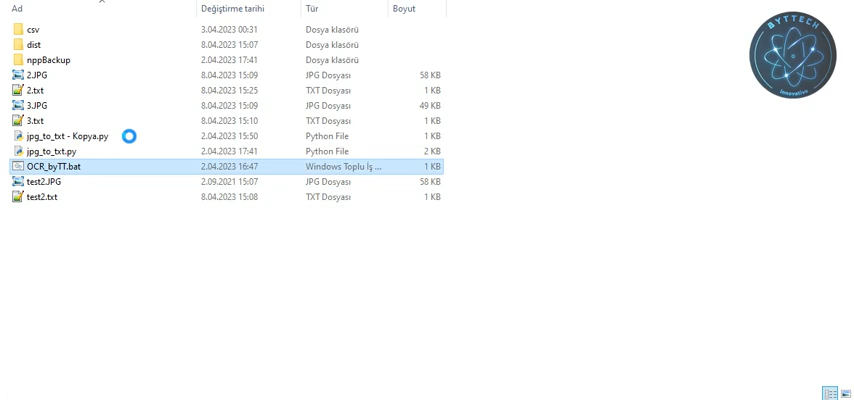 Ad Değiştirme tarihi Tür Boyut
csv 3.04.2023 00:31 Dosya klasörü
dist 8.04.2023 15:07 Dosya klasörü
nppBackup 2.04.2023 17:41 Dosya klasörü
2.JPG 8.04.2023 15:09 JPG Dosyası 58 KB
2.txt 8.04.2023 15:25 TXT Dosyası 1 KB
3.JPG 8.04.2023 15:09 JPG Dosyası 49 KB
3.txt 8.04.2023 15:10 TXT Dosyası 1 KB
jpg_to_txt - Kopya.py 2.04.2023 15:50 Python File 1 KB
jpg_to_txt.py 2.04.2023 17:41 Python File 2 KB
OCR_byTT.bat 2.04.2023 16:47 Windows Toplu İş ... 1 KB
test2.JPG 2.09.2021 15:07 JPG Dosyası 58 KB
test2.txt 8.04.2023 15:08 TXT Dosyası 1 KB
BYTTECH
innovative